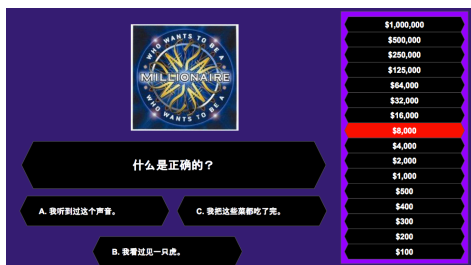 WHO WANTS TO BE A
MILLIONAIRE
WHO WANTS TO BE A
什么是正确的？
A. 我听到过这个声音。
C. 我把这些菜都吃了完。
B. 我看过见一只虎。
$1,000,000
$500,000
$250,000
$125,000
$64,000
$32,000
$16,000
$8,000
$4,000
$2,000
$1,000
$500
$400
$300
$200
$100